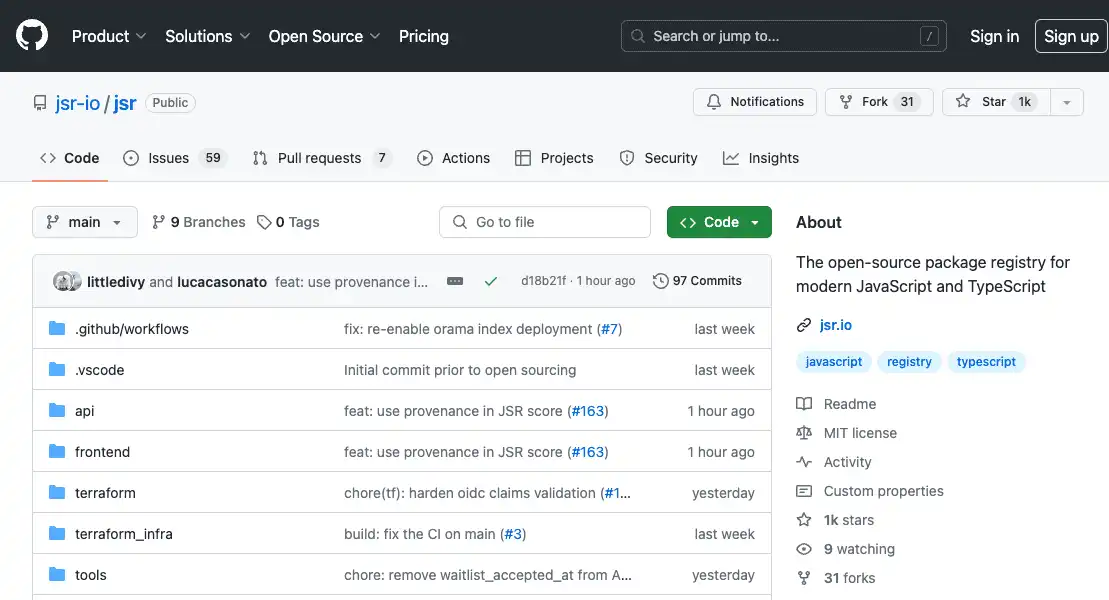 Product Solutions Open Source Pricing Search or jump to... / Sign in Sign up
jsr-io / jsr Public Notifications Fork 31 Star 1k
Code Issues 59 Pull requests 7 Actions Projects Security Insights
main 9 Branches 0 Tags Go to file Code
littledivy and lucacasonato feat: use provenance i... d18b21f · 1 hour ago 97 Commits
.github/workflows fix: re-enable orama index deployment (#7) last week
.vscode Initial commit prior to open sourcing last week
api feat: use provenance in JSR score (#163) 1 hour ago
frontend feat: use provenance in JSR score (#163) 1 hour ago
terraform chore(tf): harden oidc claims validation (#1... yesterday
terraform_infra build: fix the CI on main (#3) last week
tools chore: remove waitlist_accepted_at from A... yesterday
About
The open-source package registry for
modern JavaScript and TypeScript
jsr.io
javascript registry typescript
Readme
MIT license
Activity
Custom properties
1k stars
9 watching
31 forks